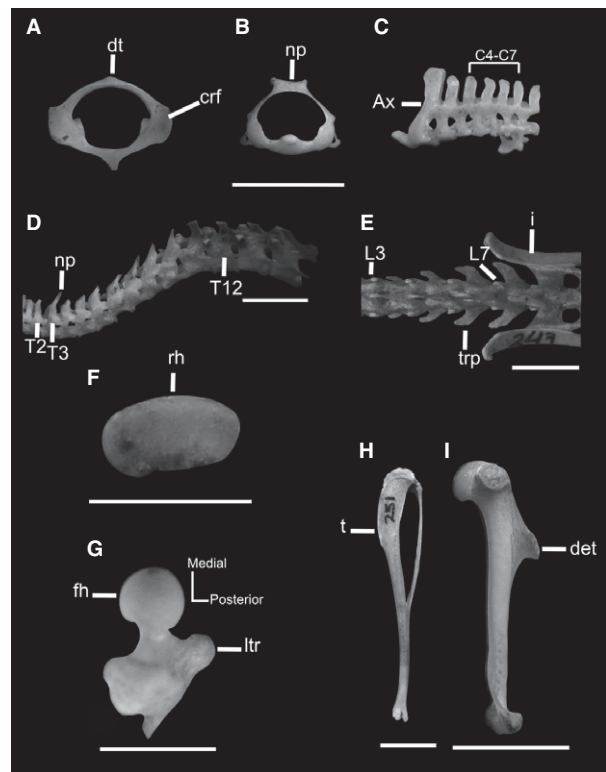 A
dt
crf
B
np
C
C4-C7
Ax
D
np
T12
T2
T3
E
i
L3
L7
trp
243
F
rh
G
Medial
Posterior
fh
ltr
H
t
251
I
det